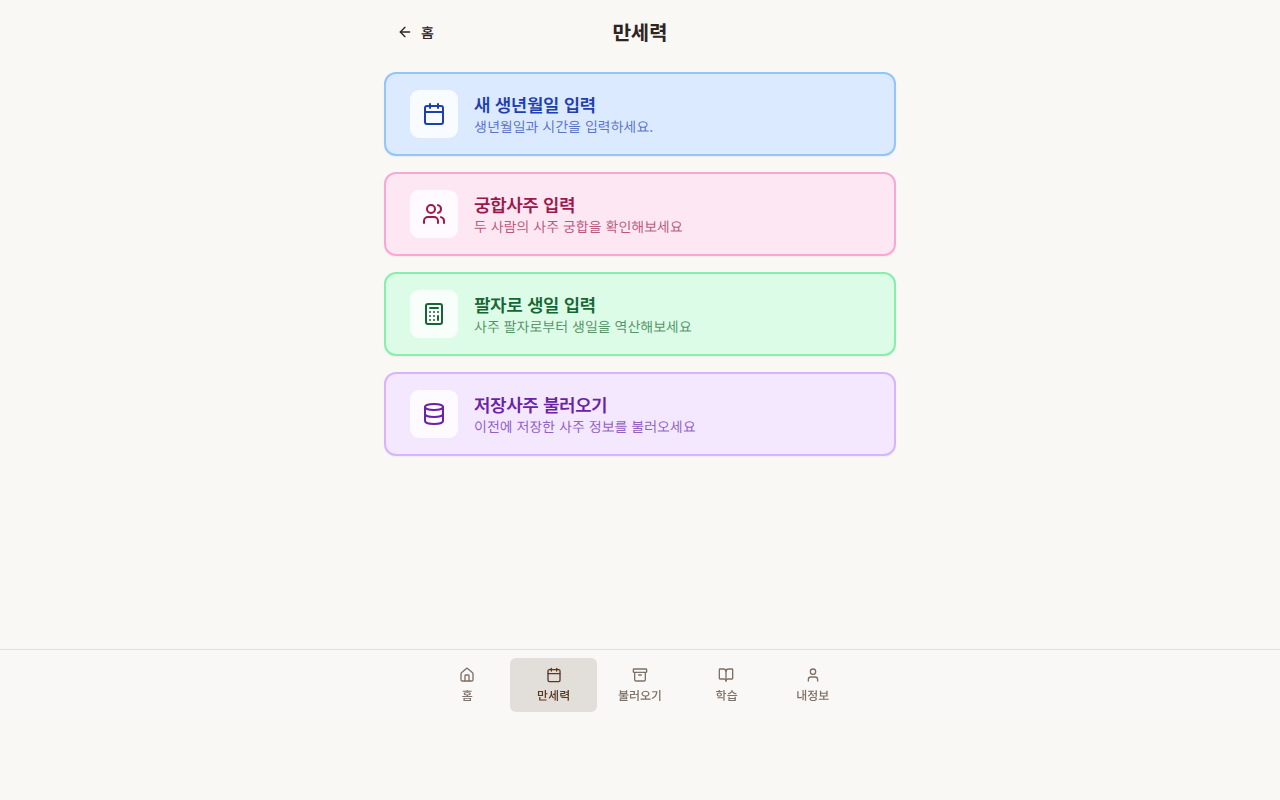 홈
만세력
새 생년월일 입력
생년월일과 시간을 입력하세요.
궁합사주 입력
두 사람의 사주 궁합을 확인해보세요
팔자로 생일 입력
사주 팔자로부터 생일을 역산해보세요
저장사주 불러오기
이전에 저장한 사주 정보를 불러오세요
홈
만세력
불러오기
학습
내정보